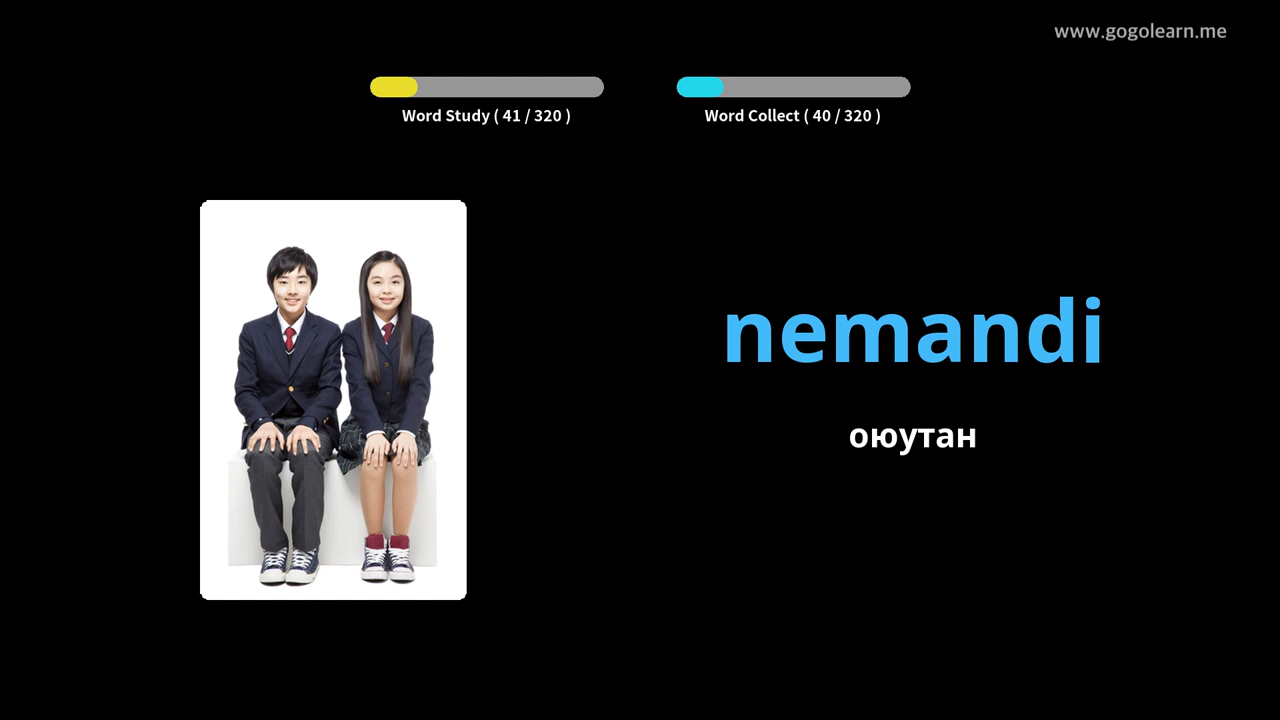 www.gogolearn.me
Word Study ( 41 / 320 )
Word Collect ( 40 / 320 )
nemandi
оюутан